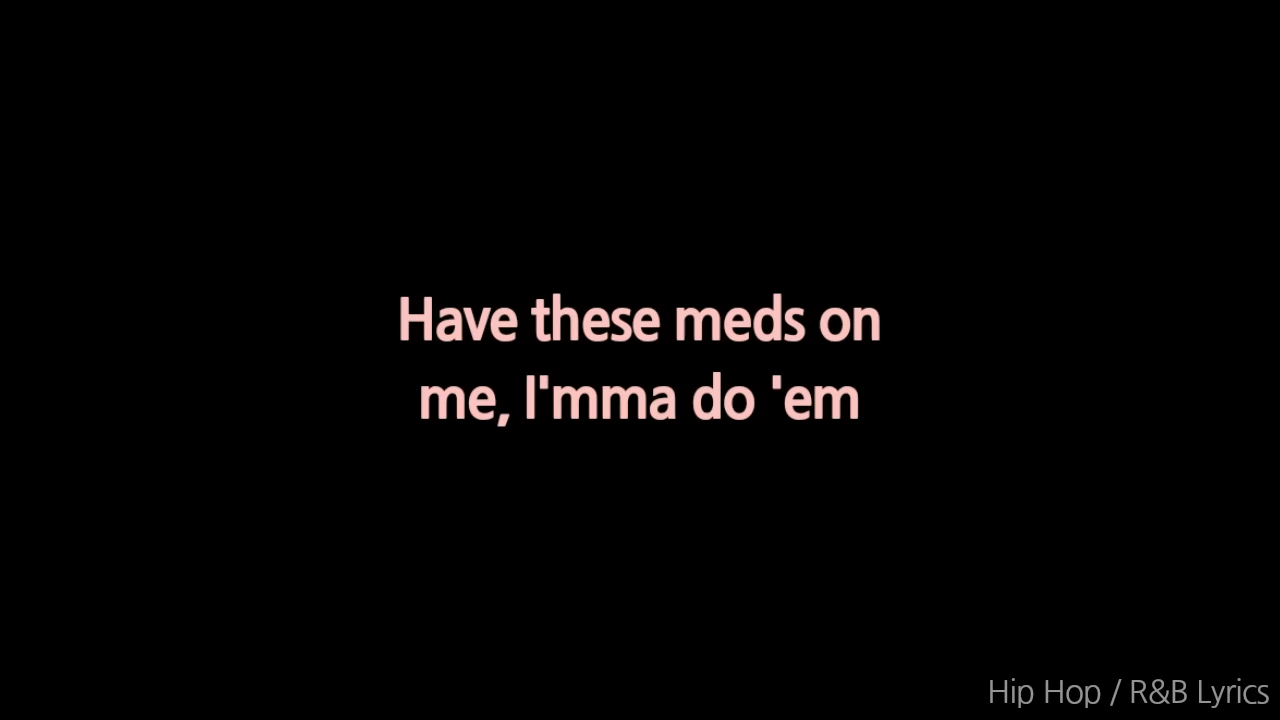 Have these meds on
me, I'mma do 'em
Hip Hop / R&B Lyrics